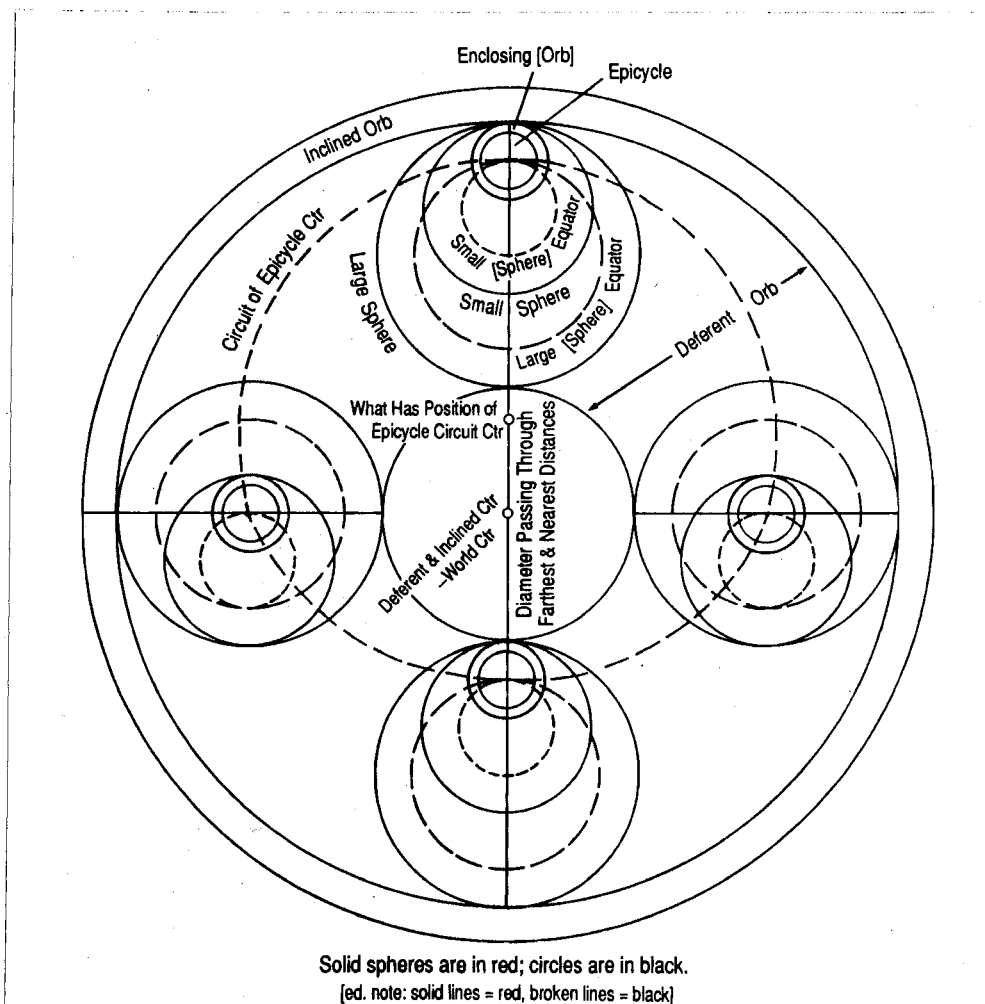 Enclosing [Orb]
Epicycle
Inclined Orb
Circuit of Epicycle Ctr
Large Sphere
Small [Sphere] Equator
Small Sphere
Large [Sphere] Equator
Deferent Orb
What Has Position of
Epicycle Circuit Ctr
Deferent & Inclined Ctr
–World Ctr
Diameter Passing Through
Farthest & Nearest Distances
Solid spheres are in red; circles are in black.
[ed. note: solid lines = red, broken lines = black]